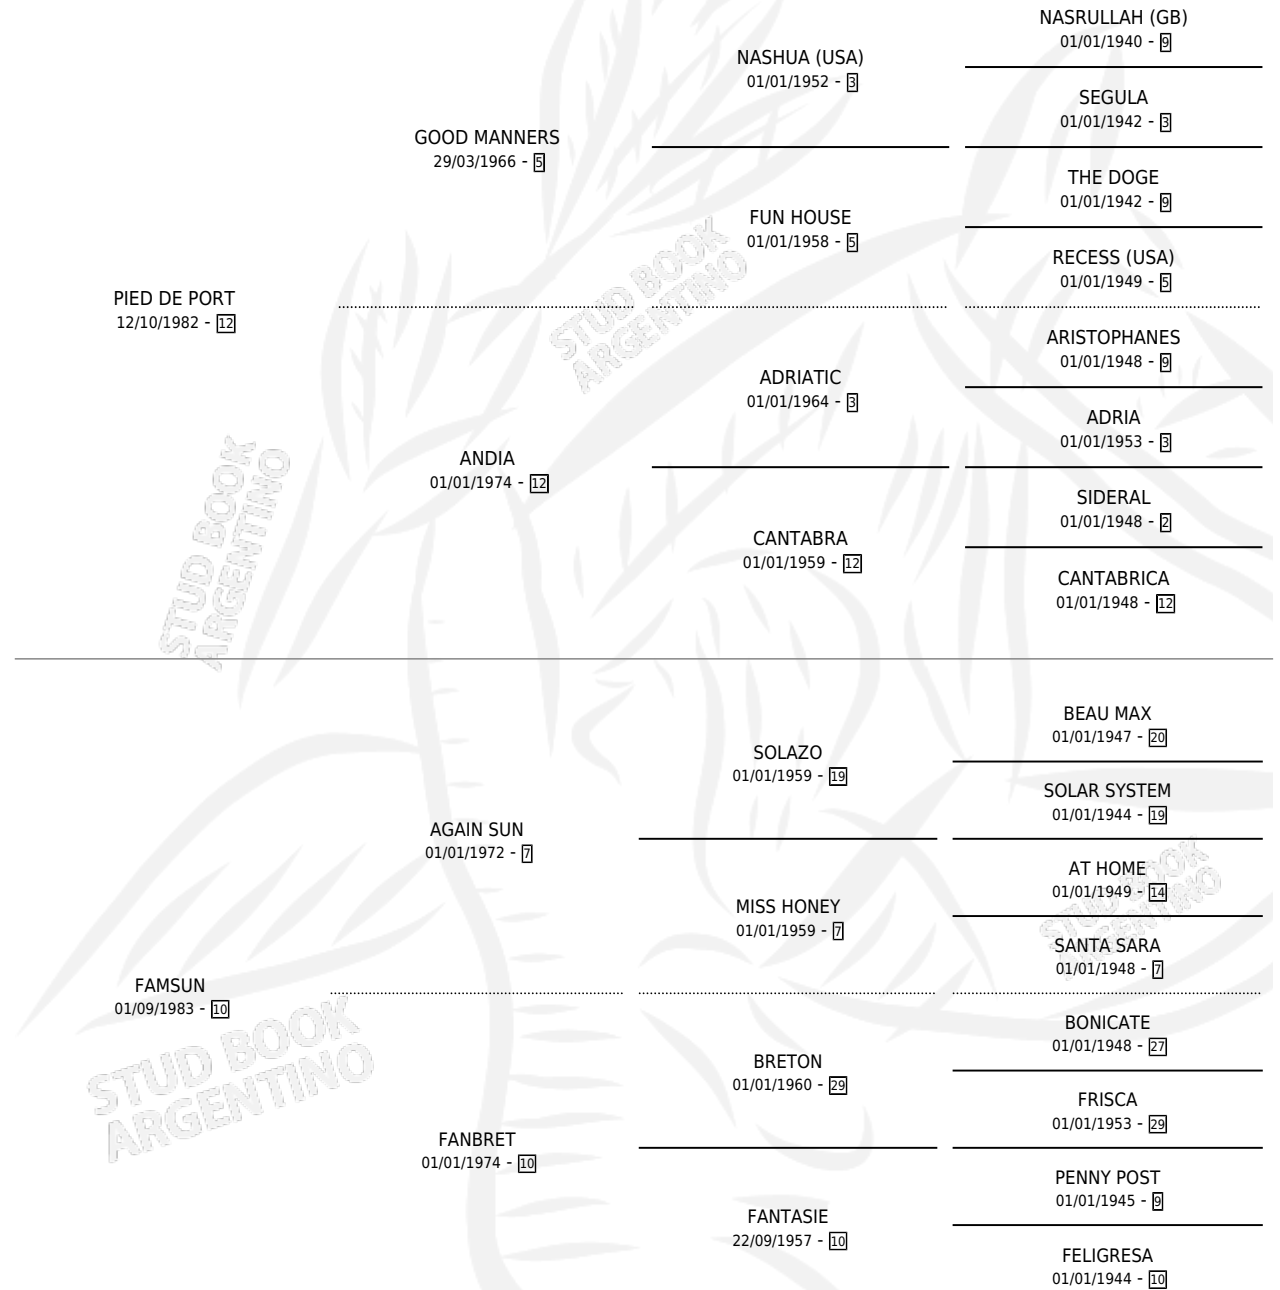 NASRULLAH (GB)
01/01/1940 - 9
NASHUA (USA)
01/01/1952 - 3
SEGULA
01/01/1942 - 3
GOOD MANNERS
29/03/1966 - 5
THE DOGE
01/01/1942 - 9
FUN HOUSE
01/01/1958 - 5
RECESS (USA)
01/01/1949 - 5
PIED DE PORT
12/10/1982 - 12
ARISTOPHANES
01/01/1948 - 9
ADRIATIC
01/01/1964 - 3
ADRIA
01/01/1953 - 3
ANDIA
01/01/1974 - 12
SIDERAL
01/01/1948 - 2
CANTABRA
01/01/1959 - 12
CANTABRICA
01/01/1948 - 12
BEAU MAX
01/01/1947 - 20
SOLAZO
01/01/1959 - 19
SOLAR SYSTEM
01/01/1944 - 19
AGAIN SUN
01/01/1972 - 7
AT HOME
01/01/1949 - 14
MISS HONEY
01/01/1959 - 7
SANTA SARA
01/01/1948 - 7
FAMSUN
01/09/1983 - 10
BONICATE
01/01/1948 - 27
BRETON
01/01/1960 - 29
FRISCA
01/01/1953 - 29
FANBRET
01/01/1974 - 10
PENNY POST
01/01/1945 - 9
FANTASIE
22/09/1957 - 10
FELIGRESA
01/01/1944 - 10
STUD BOOK
ARGENTINO
STUD BOOK
ARGENTINO
STUD BOOK
ARGENTINO
STUD BOOK
ARGENTINO